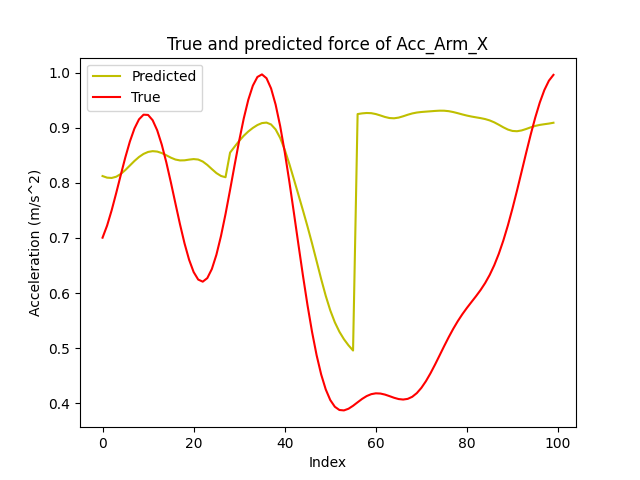 True and predicted force of Acc_Arm_X
Predicted
True
1.0
0.9
0.8
0.7
0.6
0.5
0.4
Acceleration (m/s^2)
0
20
40
60
80
100
Index